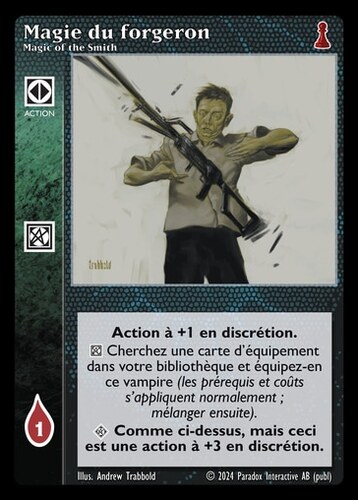 Magie du forgeron
Magic of the Smith
ACTION
Trabbold
Action à +1 en discrétion.
Cherchez une carte d'équipement
dans votre bibliothèque et équipez-en
ce vampire (les prérequis et coûts
s'appliquent normalement ;
mélanger ensuite).
Comme ci-dessus, mais ceci
est une action à +3 en discrétion.
1
Illus. Andrew Trabbold © 2024 Paradox Interactive AB (publ)